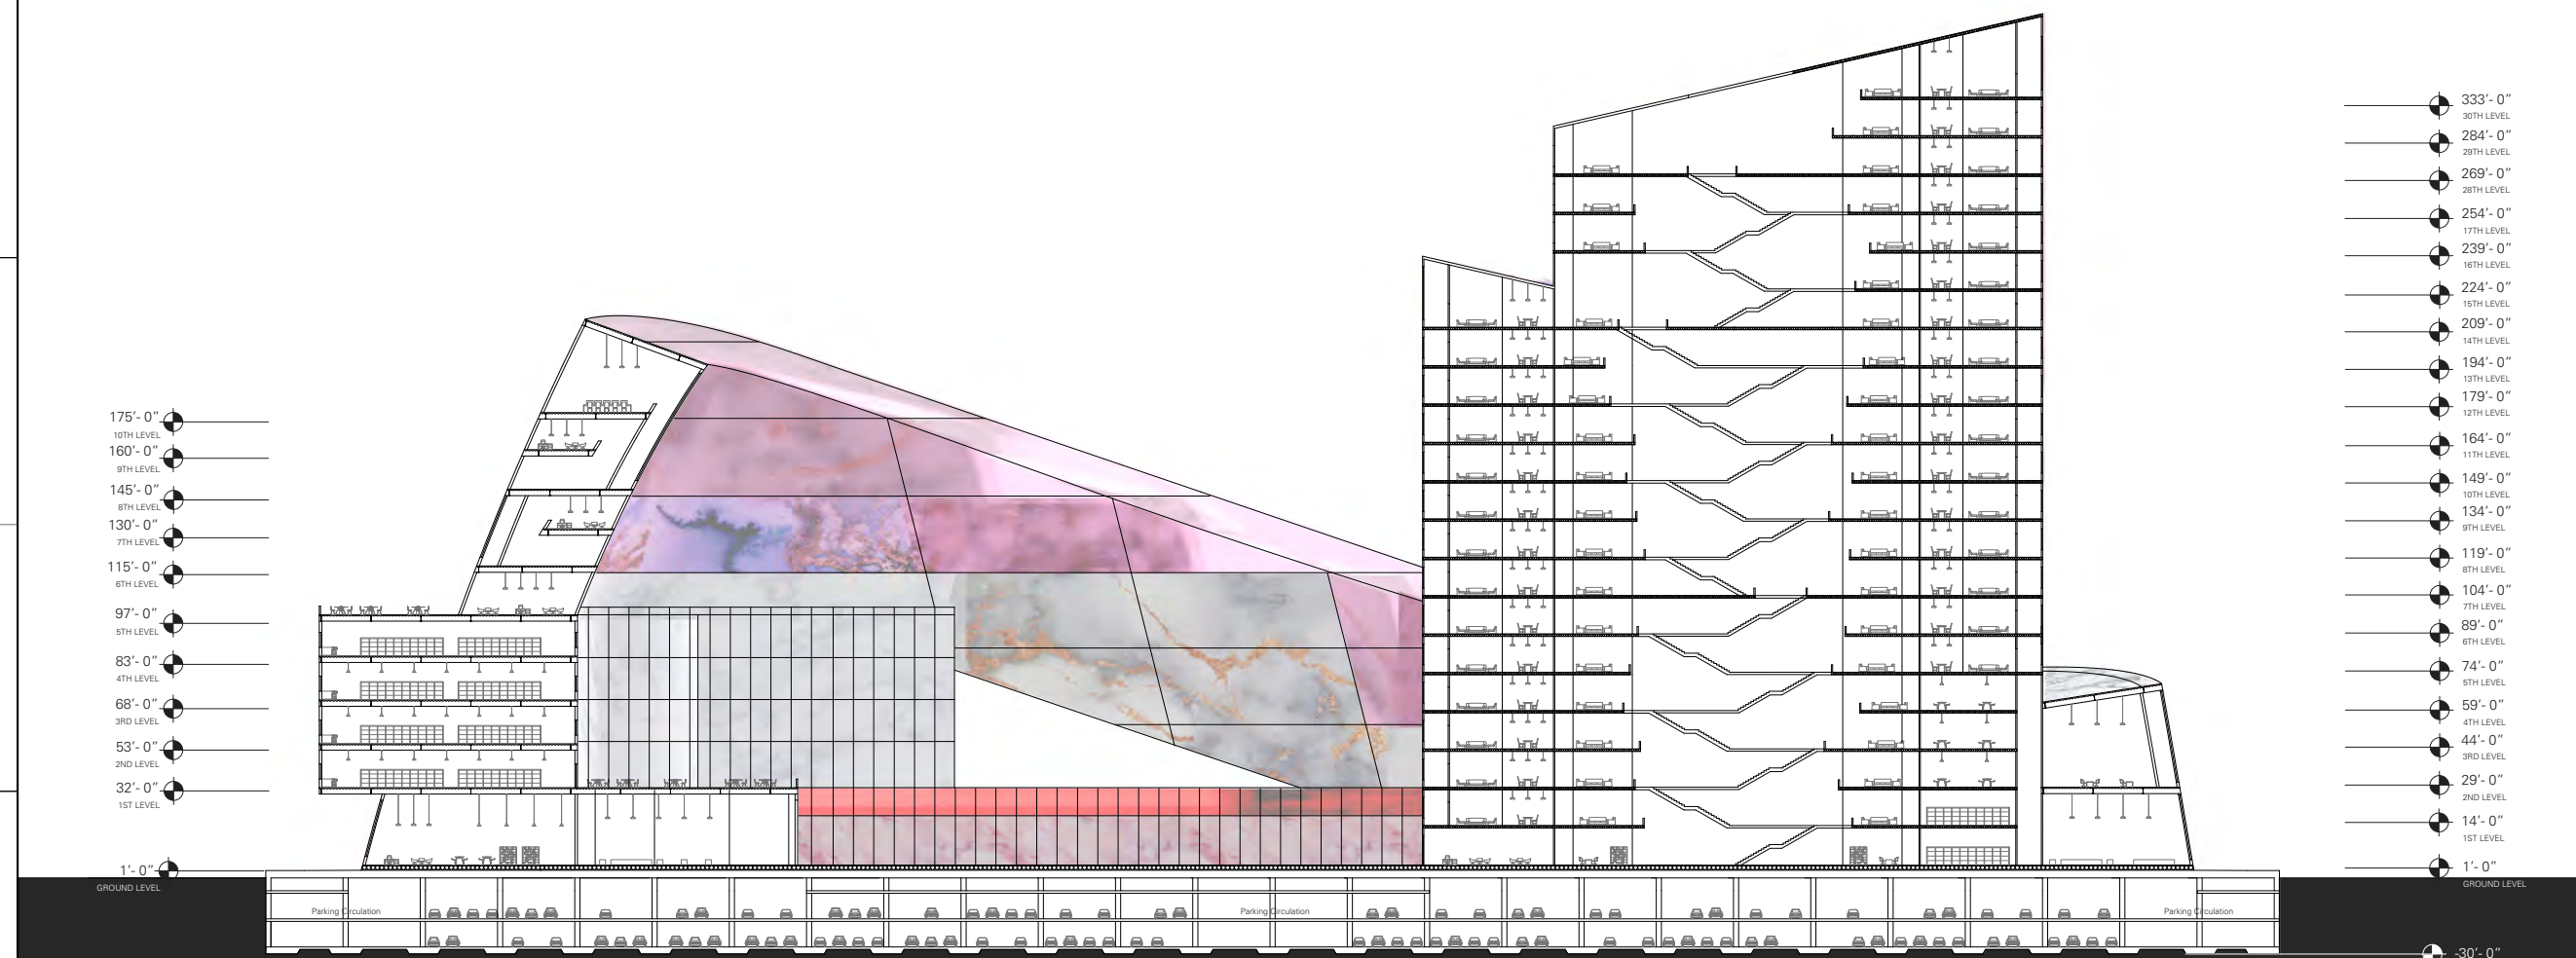 175'- 0"
10TH LEVEL
160'- 0"
9TH LEVEL
145'- 0"
8TH LEVEL
130'- 0"
7TH LEVEL
115'- 0"
6TH LEVEL
97'- 0"
5TH LEVEL
83'- 0"
4TH LEVEL
68'- 0"
3RD LEVEL
53'- 0"
2ND LEVEL
32'- 0"
1ST LEVEL
1'- 0"
GROUND LEVEL
Parking Circulation
Parking Circulation
Parking Circulation
333'- 0"
30TH LEVEL
284'- 0"
29TH LEVEL
269'- 0"
28TH LEVEL
254'- 0"
17TH LEVEL
239'- 0"
16TH LEVEL
224'- 0"
15TH LEVEL
209'- 0"
14TH LEVEL
194'- 0"
13TH LEVEL
179'- 0"
12TH LEVEL
164'- 0"
11TH LEVEL
149'- 0"
10TH LEVEL
134'- 0"
9TH LEVEL
119'- 0"
8TH LEVEL
104'- 0"
7TH LEVEL
89'- 0"
6TH LEVEL
74'- 0"
5TH LEVEL
59'- 0"
4TH LEVEL
44'- 0"
3RD LEVEL
29'- 0"
2ND LEVEL
14'- 0"
1ST LEVEL
1'- 0"
GROUND LEVEL
-30'- 0"